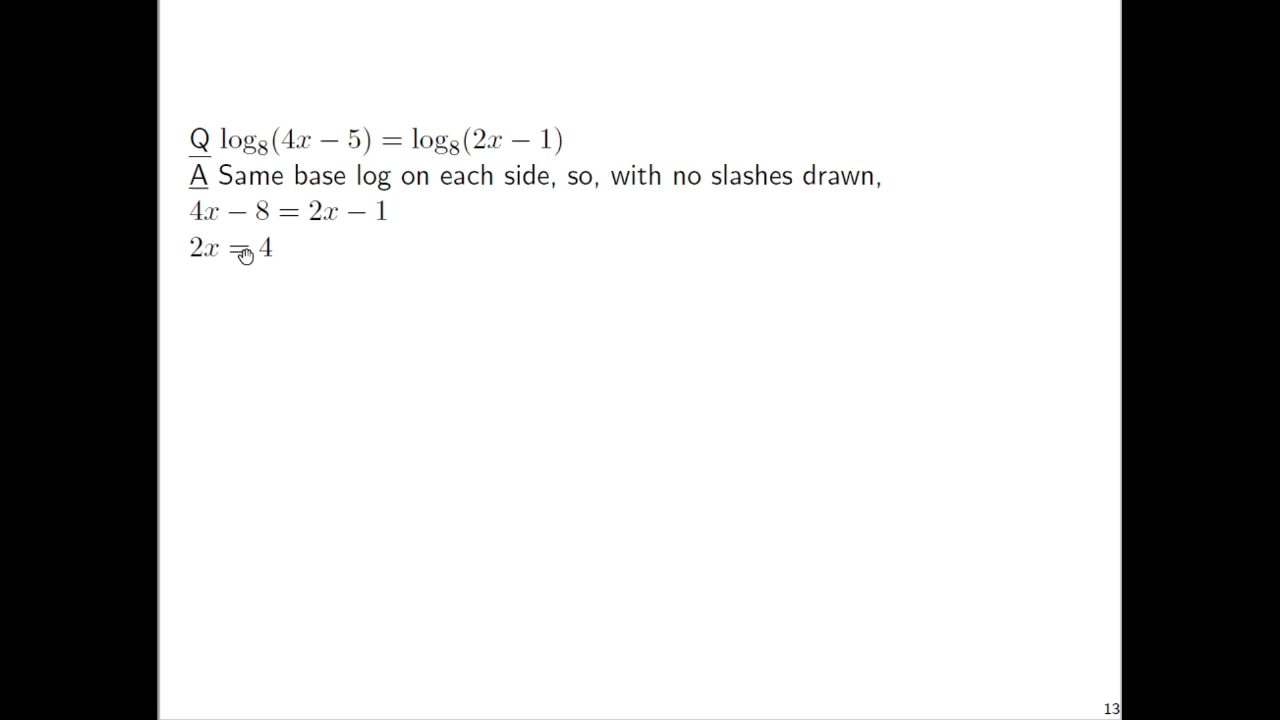 Q log₈(4x − 5) = log₈(2x − 1)
A Same base log on each side, so, with no slashes drawn,
4x − 8 = 2x − 1
2x = 4
13